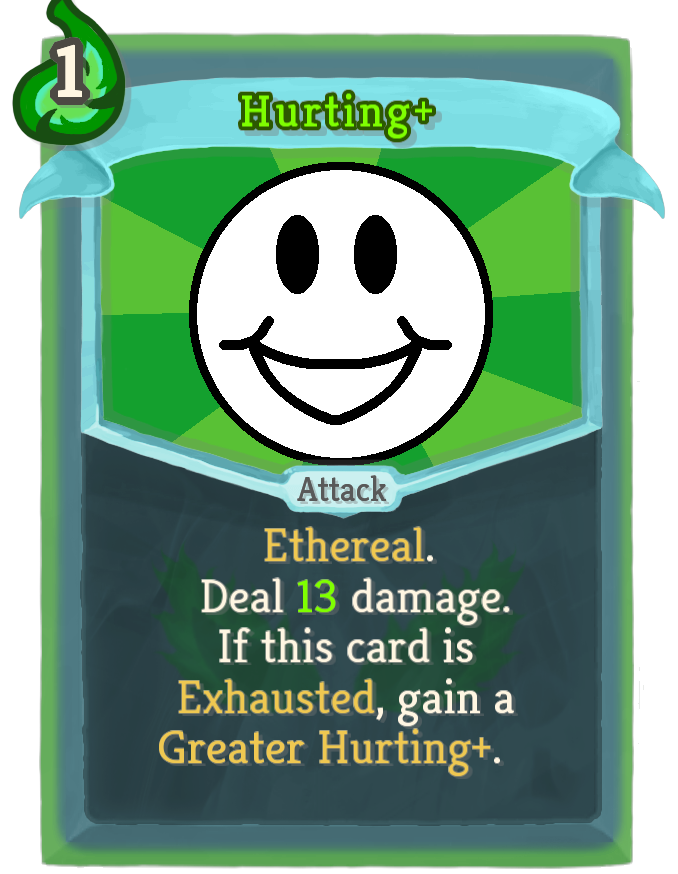 1
Hurting+
Attack
Ethereal.
Deal 13 damage.
If this card is
Exhausted, gain a
Greater Hurting+.